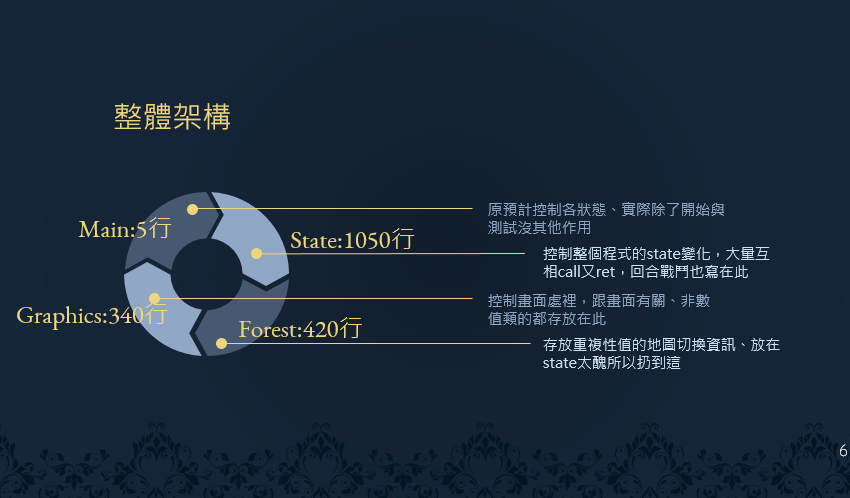 整體架構
Main:5行
原預計控制各狀態、實際除了開始與
測試沒其他作用
State:1050行
控制整個程式的state變化，大量互
相call又ret，回合戰鬥也寫在此
Graphics:340行
控制畫面處裡，跟畫面有關、非數
值類的都存放在此
Forest:420行
存放重複性值的地圖切換資訊、放在
state太醜所以扔到這
6